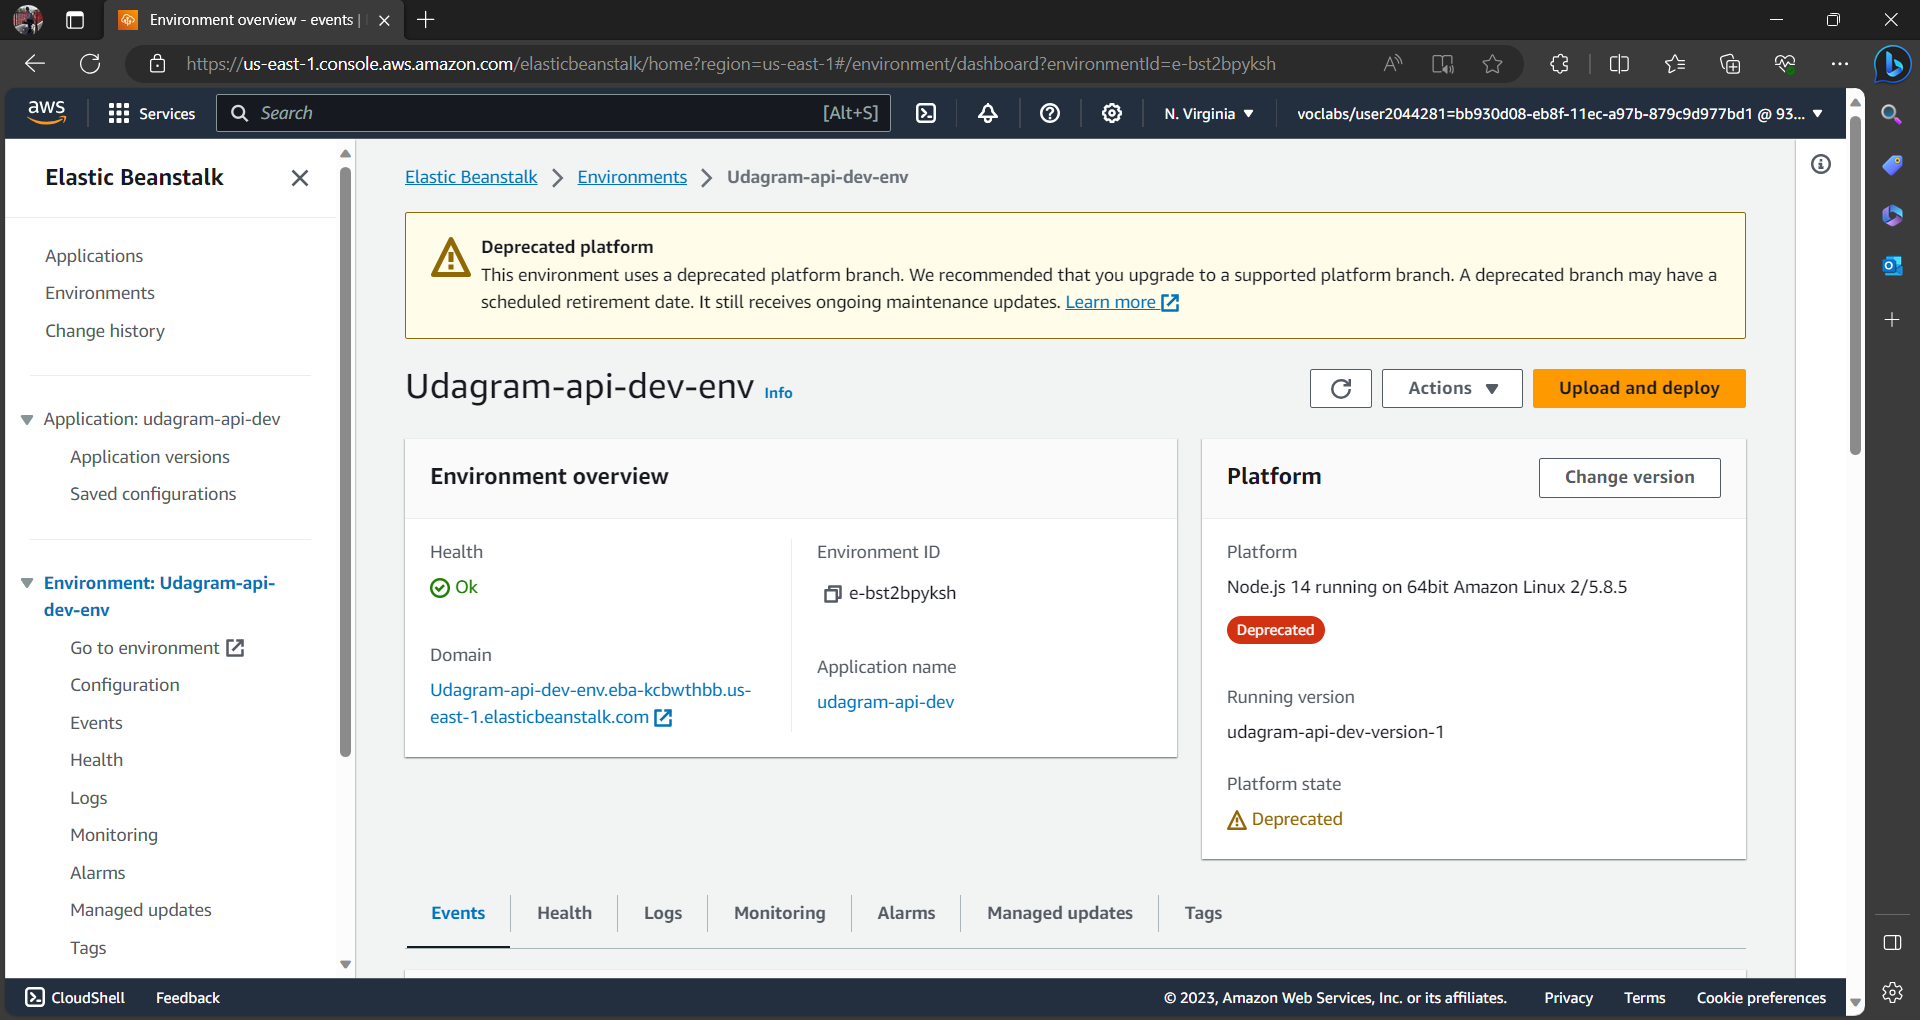 Environment overview - events |
https://us-east-1.console.aws.amazon.com/elasticbeanstalk/home?region=us-east-1#/environment/dashboard?environmentId=e-bst2bpyksh
aws
Services
Search
[Alt+S]
N. Virginia
voclabs/user2044281=bb930d08-eb8f-11ec-a97b-879c9d977bd1 @ 93...
Elastic Beanstalk
Applications
Environments
Change history
Application: udagram-api-dev
Application versions
Saved configurations
Environment: Udagram-api-
dev-env
Go to environment
Configuration
Events
Health
Logs
Monitoring
Alarms
Managed updates
Tags
Elastic Beanstalk > Environments > Udagram-api-dev-env
Deprecated platform
This environment uses a deprecated platform branch. We recommended that you upgrade to a supported platform branch. A deprecated branch may have a
scheduled retirement date. It still receives ongoing maintenance updates. Learn more
Udagram-api-dev-env Info
Actions
Upload and deploy
Environment overview
Health
Ok
Domain
Udagram-api-dev-env.eba-kcbwthbb.us-
east-1.elasticbeanstalk.com
Environment ID
e-bst2bpyksh
Application name
udagram-api-dev
Platform
Change version
Platform
Node.js 14 running on 64bit Amazon Linux 2/5.8.5
Deprecated
Running version
udagram-api-dev-version-1
Platform state
Deprecated
Events
Health
Logs
Monitoring
Alarms
Managed updates
Tags
CloudShell
Feedback
© 2023, Amazon Web Services, Inc. or its affiliates.
Privacy
Terms
Cookie preferences